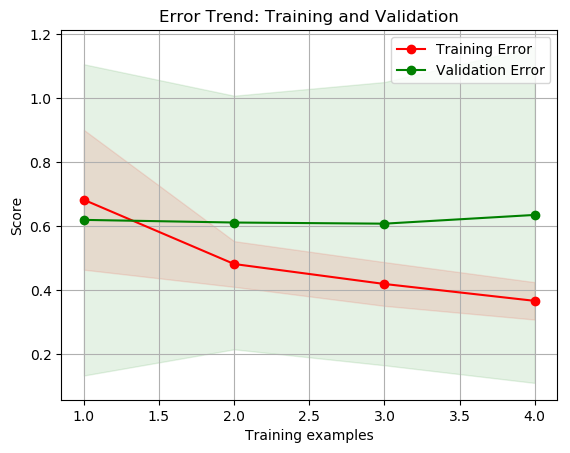 Error Trend: Training and Validation
1.2
Training Error
Validation Error
1.0
0.8
Score
0.6
0.4
0.2
1.0 1.5 2.0 2.5 3.0 3.5 4.0
Training examples